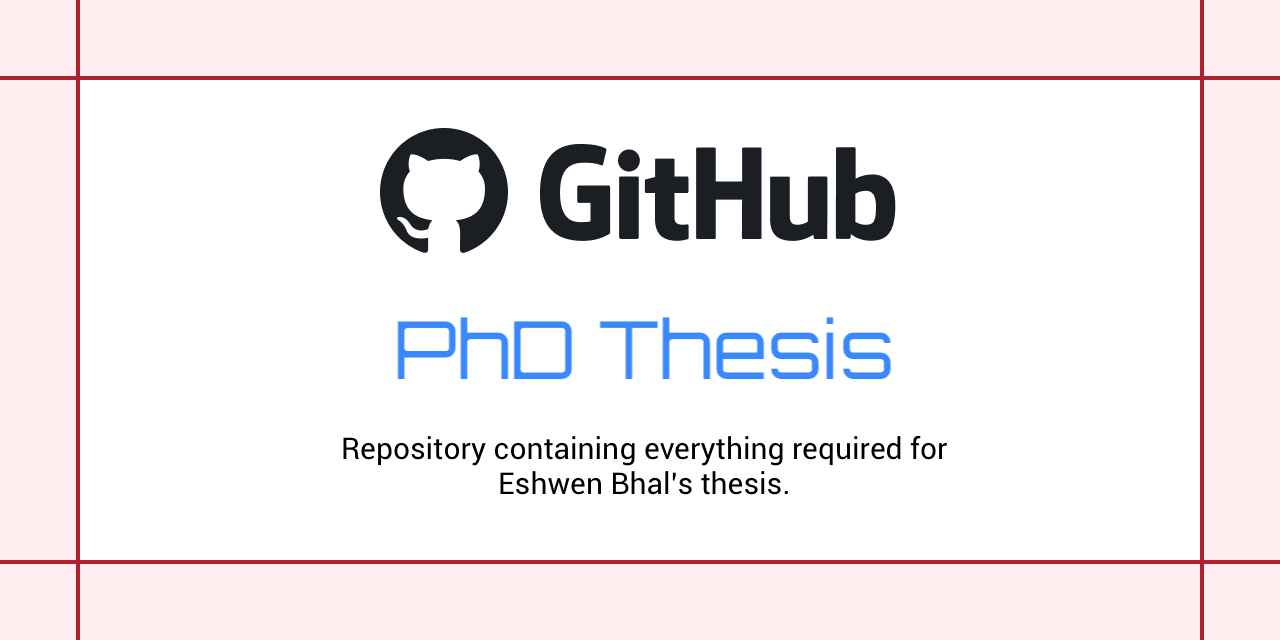 GitHub
PhD Thesis
Repository containing everything required for
Eshwen Bhal's thesis.